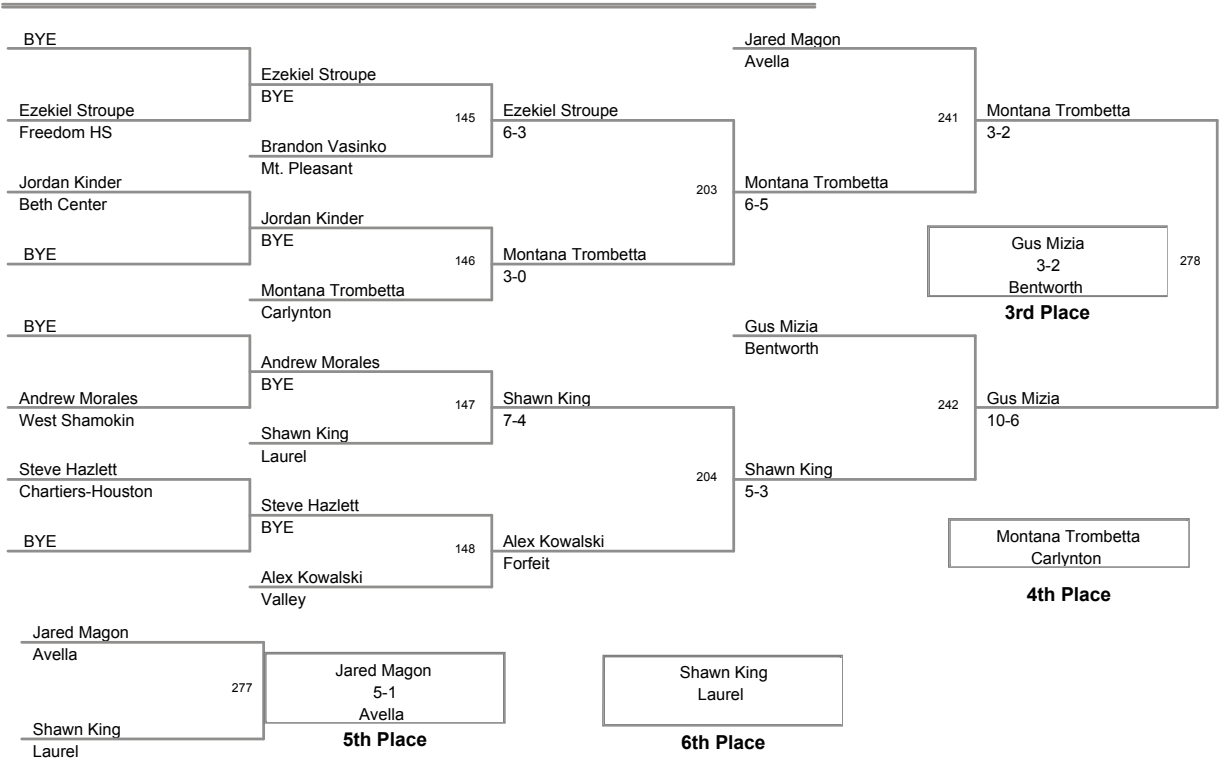 BYE
Ezekiel Stroupe
Freedom HS
Jordan Kinder
Beth Center
BYE
BYE
Andrew Morales
West Shamokin
Steve Hazlett
Chartiers-Houston
BYE
Ezekiel Stroupe
BYE
145
Brandon Vasinko
Mt. Pleasant
Jordan Kinder
BYE
146
Montana Trombetta
Carlynton
Andrew Morales
BYE
147
Shawn King
Laurel
Steve Hazlett
BYE
148
Alex Kowalski
Valley
Ezekiel Stroupe
6-3
203
Montana Trombetta
3-0
Shawn King
7-4
204
Alex Kowalski
Forfeit
Jared Magon
Avella
241
Montana Trombetta
6-5
Gus Mizia
Bentworth
242
Shawn King
5-3
Montana Trombetta
3-2
Gus Mizia
3-2
Bentworth
278
3rd Place
Gus Mizia
10-6
Montana Trombetta
Carlynton
4th Place
Jared Magon
Avella
277
Shawn King
Laurel
Jared Magon
5-1
Avella
5th Place
Shawn King
Laurel
6th Place